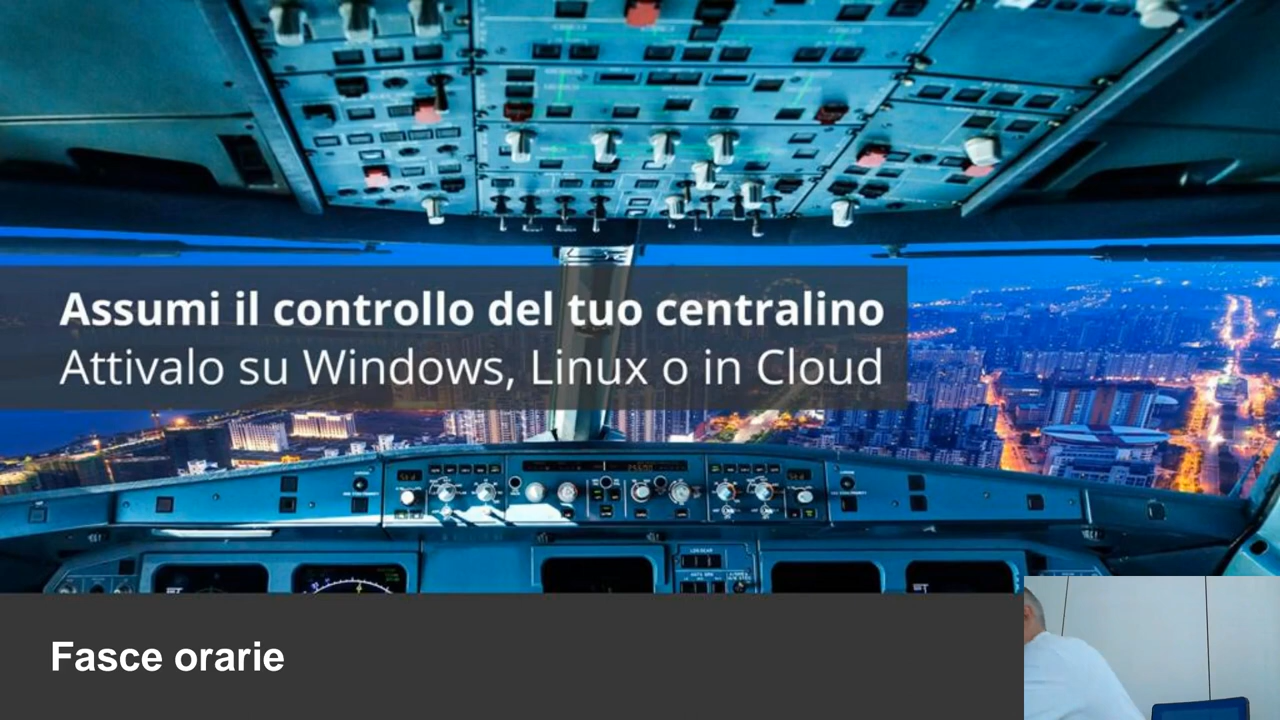 Assumi il controllo del tuo centralino
Attivalo su Windows, Linux o in Cloud
Fasce orarie